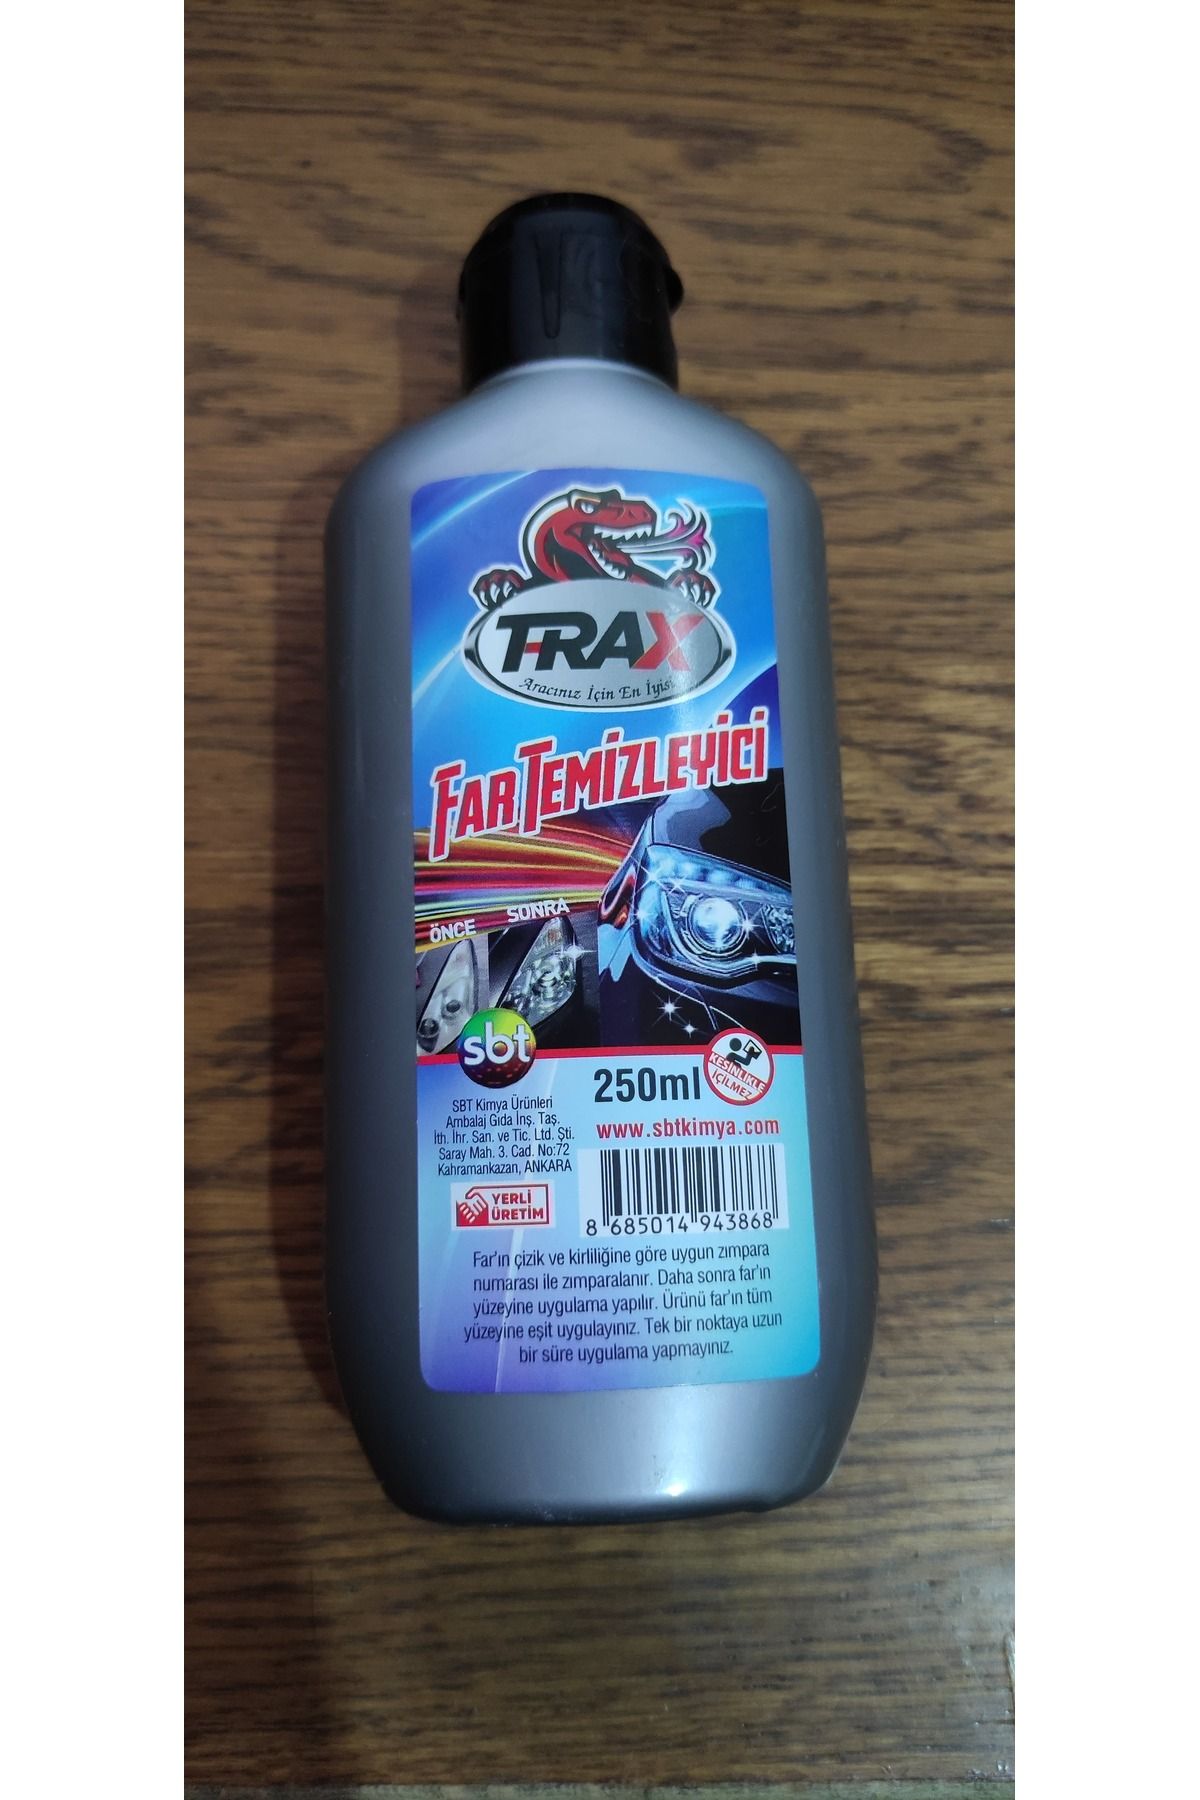 T-RAX
Aracınız İçin En İyisi
FAR TEMİZLEYİCİ
ÖNCE
SONRA
sbt
250ml
KESİNLİKLE
İÇİLMEZ
SBT Kimya Ürünleri
Ambalaj Gıda İnş. Taş.
İth. İhr. San. ve Tic. Ltd. Şti.
Saray Mah. 3. Cad. No:72
Kahramankazan, ANKARA
www.sbtkimya.com
YERLİ
ÜRETİM
8 685014 943868
Far'ın çizik ve kirliliğine göre uygun zımpara
numarası ile zımparalanır. Daha sonra far'ın
yüzeyine uygulama yapılır. Ürünü far'ın tüm
yüzeyine eşit uygulayınız. Tek bir noktaya uzun
bir süre uygulama yapmayınız.